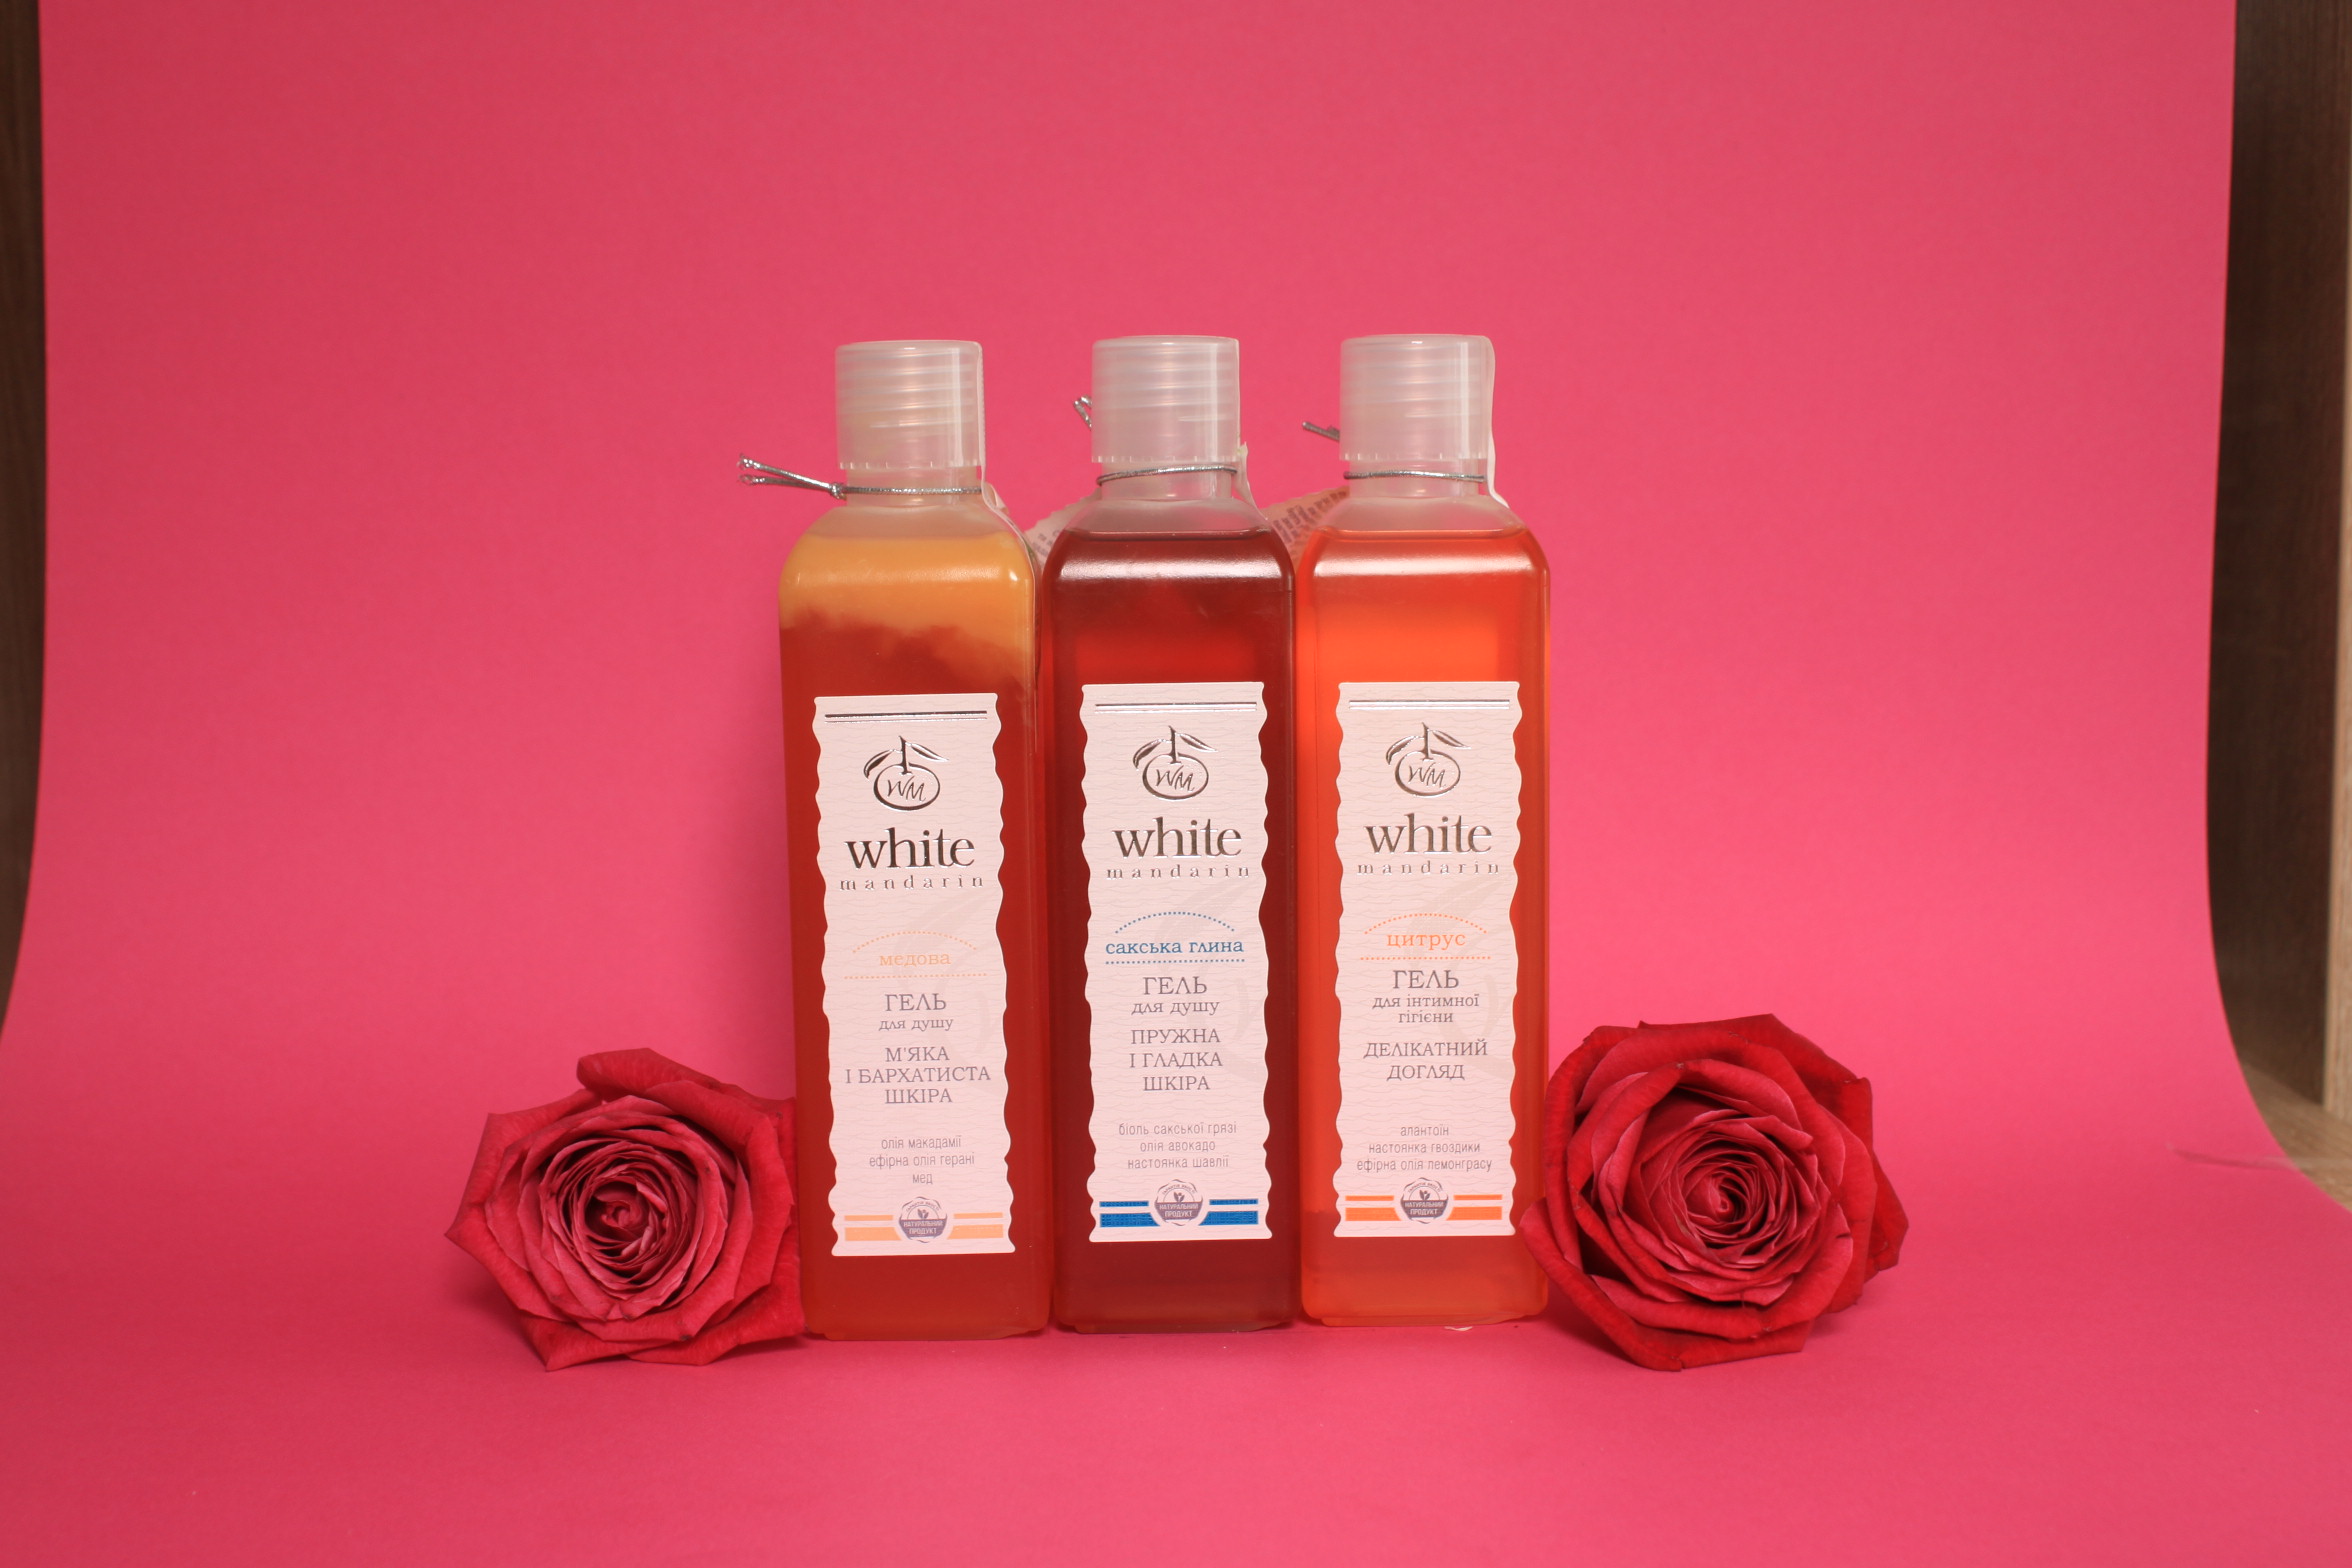 WM
white
mandarin
медова
ГЕЛЬ
для душу
М'ЯКА
І БАРХАТИСТА
ШКІРА
олія макадамії
ефірна олія герані
мед
НАТУРАЛЬНИЙ
ПРОДУКТ
WM
white
mandarin
сакська глина
ГЕЛЬ
для душу
ПРУЖНА
І ГЛАДКА
ШКІРА
біоль сакської грязі
олія авокадо
настоянка шавлії
НАТУРАЛЬНИЙ
ПРОДУКТ
WM
white
mandarin
цитрус
ГЕЛЬ
для інтимної
гігієни
ДЕЛІКАТНИЙ
ДОГЛЯД
алантоїн
настоянка гвоздики
ефірна олія лемонграсу
НАТУРАЛЬНИЙ
ПРОДУКТ